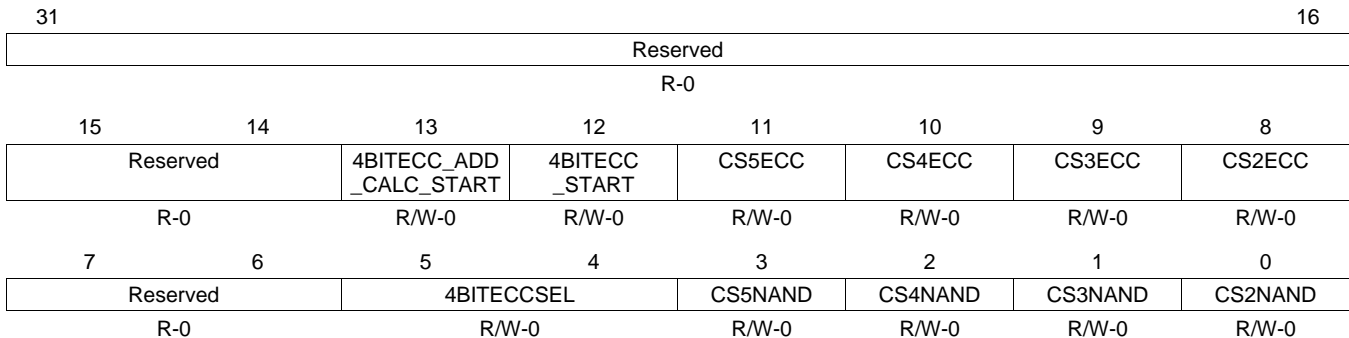 31 16
Reserved
R-0
15 14 13 12 11 10 9 8
Reserved 4BITECC_ADD 4BITECC CS5ECC CS4ECC CS3ECC CS2ECC
_CALC_START _START
R-0 R/W-0 R/W-0 R/W-0 R/W-0 R/W-0 R/W-0
7 6 5 4 3 2 1 0
Reserved 4BITECCSEL CS5NAND CS4NAND CS3NAND CS2NAND
R-0 R/W-0 R/W-0 R/W-0 R/W-0 R/W-0